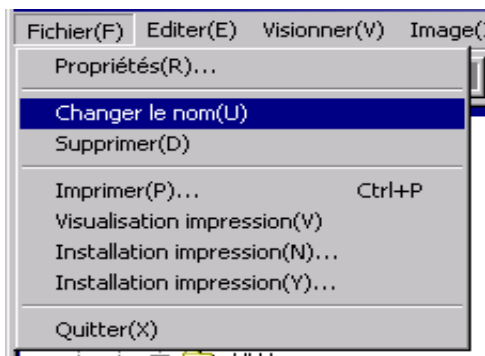 Fichier(F) Editer(E) Visionner(V) Image(
Propriétés(R)...
Changer le nom(U)
Supprimer(D)
Imprimer(P)... Ctrl+P
Visualisation impression(V)
Installation impression(N)...
Installation impression(Y)...
Quitter(X)